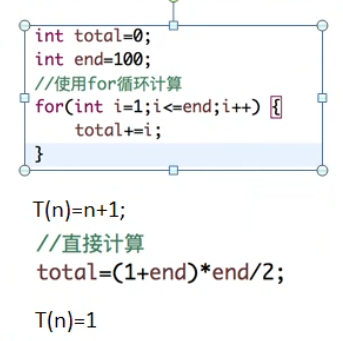 int total=0;
int end=100;
//使用for循环计算
for(int i=1;i<=end;i++) {
    total+=i;
}
T(n)=n+1;
//直接计算
total=(1+end)*end/2;
T(n)=1